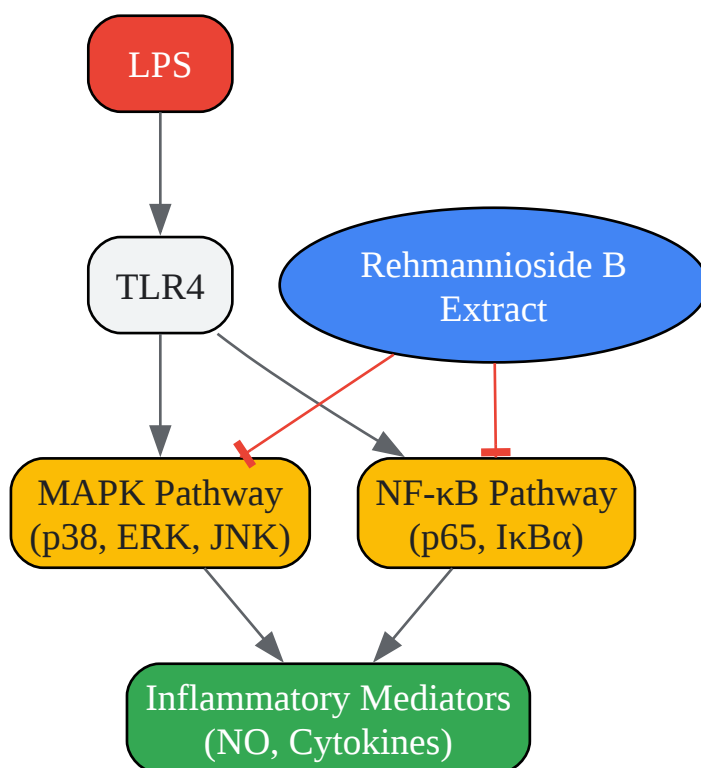 LPS
TLR4
Rehmannioside B
Extract
MAPK Pathway
(p38, ERK, JNK)
NF-κB Pathway
(p65, IκBα)
Inflammatory Mediators
(NO, Cytokines)